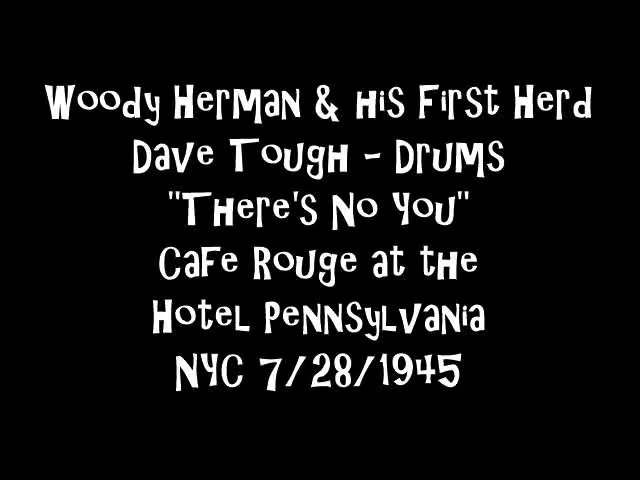 Woody Herman & His First Herd
Dave Tough - Drums
"There's No You"
Cafe Rouge at the
Hotel Pennsylvania
NYC 7/28/1945